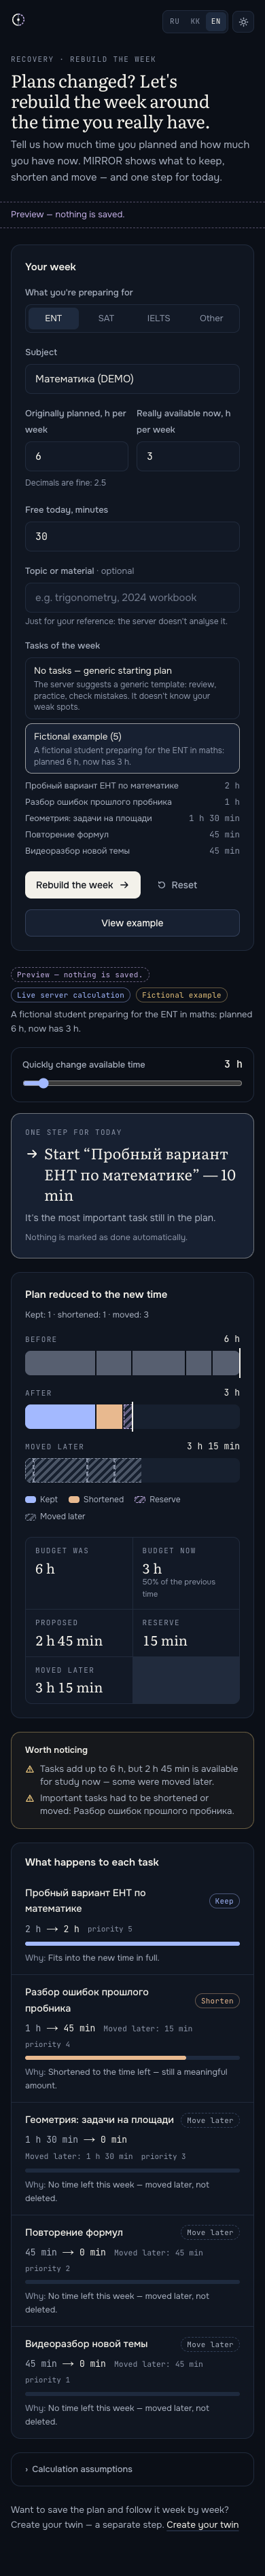 RU KK EN
RECOVERY · REBUILD THE WEEK
Plans changed? Let's
rebuild the week around
the time you really have.
Tell us how much time you planned and how much
you have now. MIRROR shows what to keep,
shorten and move — and one step for today.
Preview — nothing is saved.
Your week
What you're preparing for
ENT SAT IELTS Other
Subject
Математика (DEMO)
Originally planned, h per
week
Really available now, h
per week
6
3
Decimals are fine: 2.5
Free today, minutes
30
Topic or material · optional
e.g. trigonometry, 2024 workbook
Just for your reference: the server doesn't analyse it.
Tasks of the week
No tasks — generic starting plan
The server suggests a generic template: review,
practice, check mistakes. It doesn't know your
weak spots.
Fictional example (5)
A fictional student preparing for the ENT in maths:
planned 6 h, now has 3 h.
Пробный вариант ЕНТ по математике 2 h
Разбор ошибок прошлого пробника 1 h
Геометрия: задачи на площади 1 h 30 min
Повторение формул 45 min
Видеоразбор новой темы 45 min
Rebuild the week → Reset
View example
Preview — nothing is saved.
Live server calculation Fictional example
A fictional student preparing for the ENT in maths: planned
6 h, now has 3 h.
Quickly change available time 3 h
ONE STEP FOR TODAY
→ Start “Пробный вариант
ЕНТ по математике” — 10
min
It's the most important task still in the plan.
Nothing is marked as done automatically.
Plan reduced to the new time
Kept: 1 · shortened: 1 · moved: 3
BEFORE 6 h
AFTER 3 h
MOVED LATER 3 h 15 min
Kept Shortened Reserve
Moved later
BUDGET WAS
6 h
BUDGET NOW
3 h
50% of the previous
time
PROPOSED
2 h 45 min
RESERVE
15 min
MOVED LATER
3 h 15 min
Worth noticing
⚠ Tasks add up to 6 h, but 2 h 45 min is available
for study now — some were moved later.
⚠ Important tasks had to be shortened or
moved: Разбор ошибок прошлого пробника.
What happens to each task
Пробный вариант ЕНТ по
математике
Keep
2 h → 2 h priority 5
Why: Fits into the new time in full.
Разбор ошибок прошлого
пробника
Shorten
1 h → 45 min Moved later: 15 min
priority 4
Why: Shortened to the time left — still a meaningful
amount.
Геометрия: задачи на площади Move later
1 h 30 min → 0 min
Moved later: 1 h 30 min priority 3
Why: No time left this week — moved later, not
deleted.
Повторение формул Move later
45 min → 0 min Moved later: 45 min
priority 2
Why: No time left this week — moved later, not
deleted.
Видеоразбор новой темы Move later
45 min → 0 min Moved later: 45 min
priority 1
Why: No time left this week — moved later, not
deleted.
› Calculation assumptions
Want to save the plan and follow it week by week?
Create your twin — a separate step. Create your twin